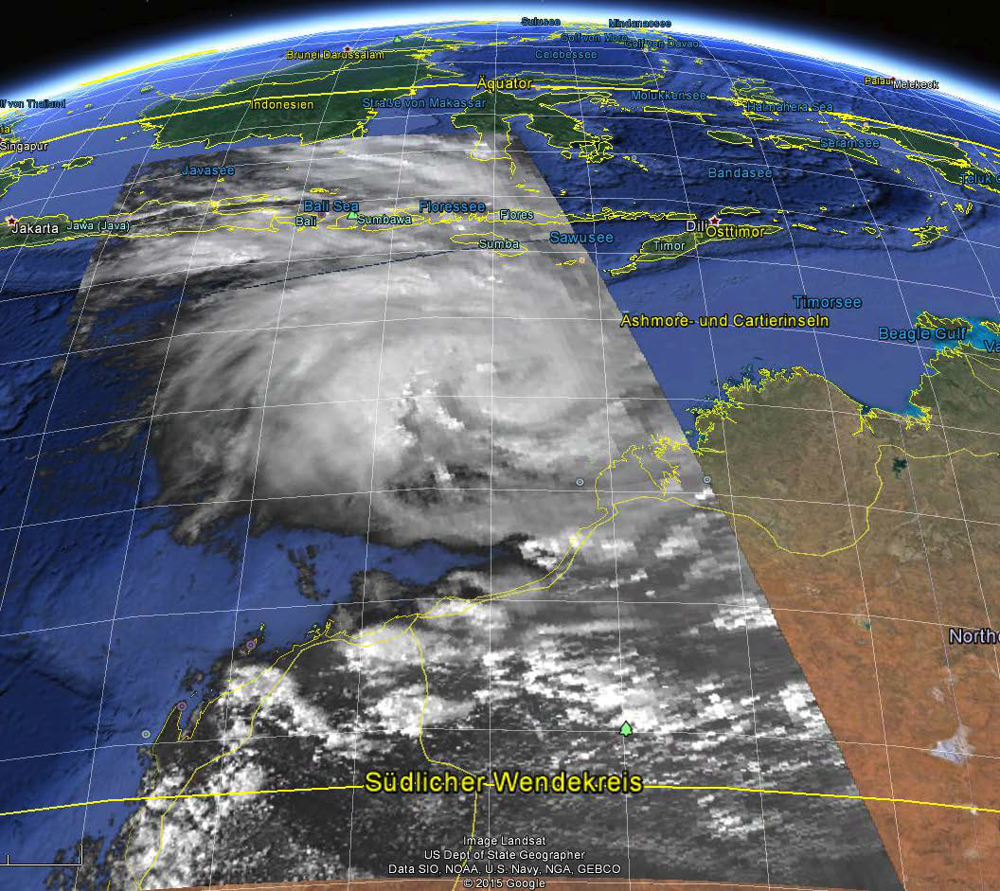 Sulusee
Mindanaosee
Golf von Moro
Golf von Davao
Brunei Darussalam
Celebessee
Äquator
Palau
Melekeok
Indonesien
Straße von Makassar
Molukkensee
Halmahera Sea
lf von Thailand
Singapur
Seramsee
Javasee
Bandasee
Teluk
Bali Sea
Floressee
Jakarta
Jawa (Java)
Bali
Sumbawa
Flores
Dili
Osttimor
Sumba
Sawusee
Timor
Timorsee
Ashmore- und Cartierinseln
Beagle Gulf
Va
North
Südlicher Wendekreis
Image Landsat
US Dept of State Geographer
Data SIO, NOAA, U.S. Navy, NGA, GEBCO
© 2015 Google